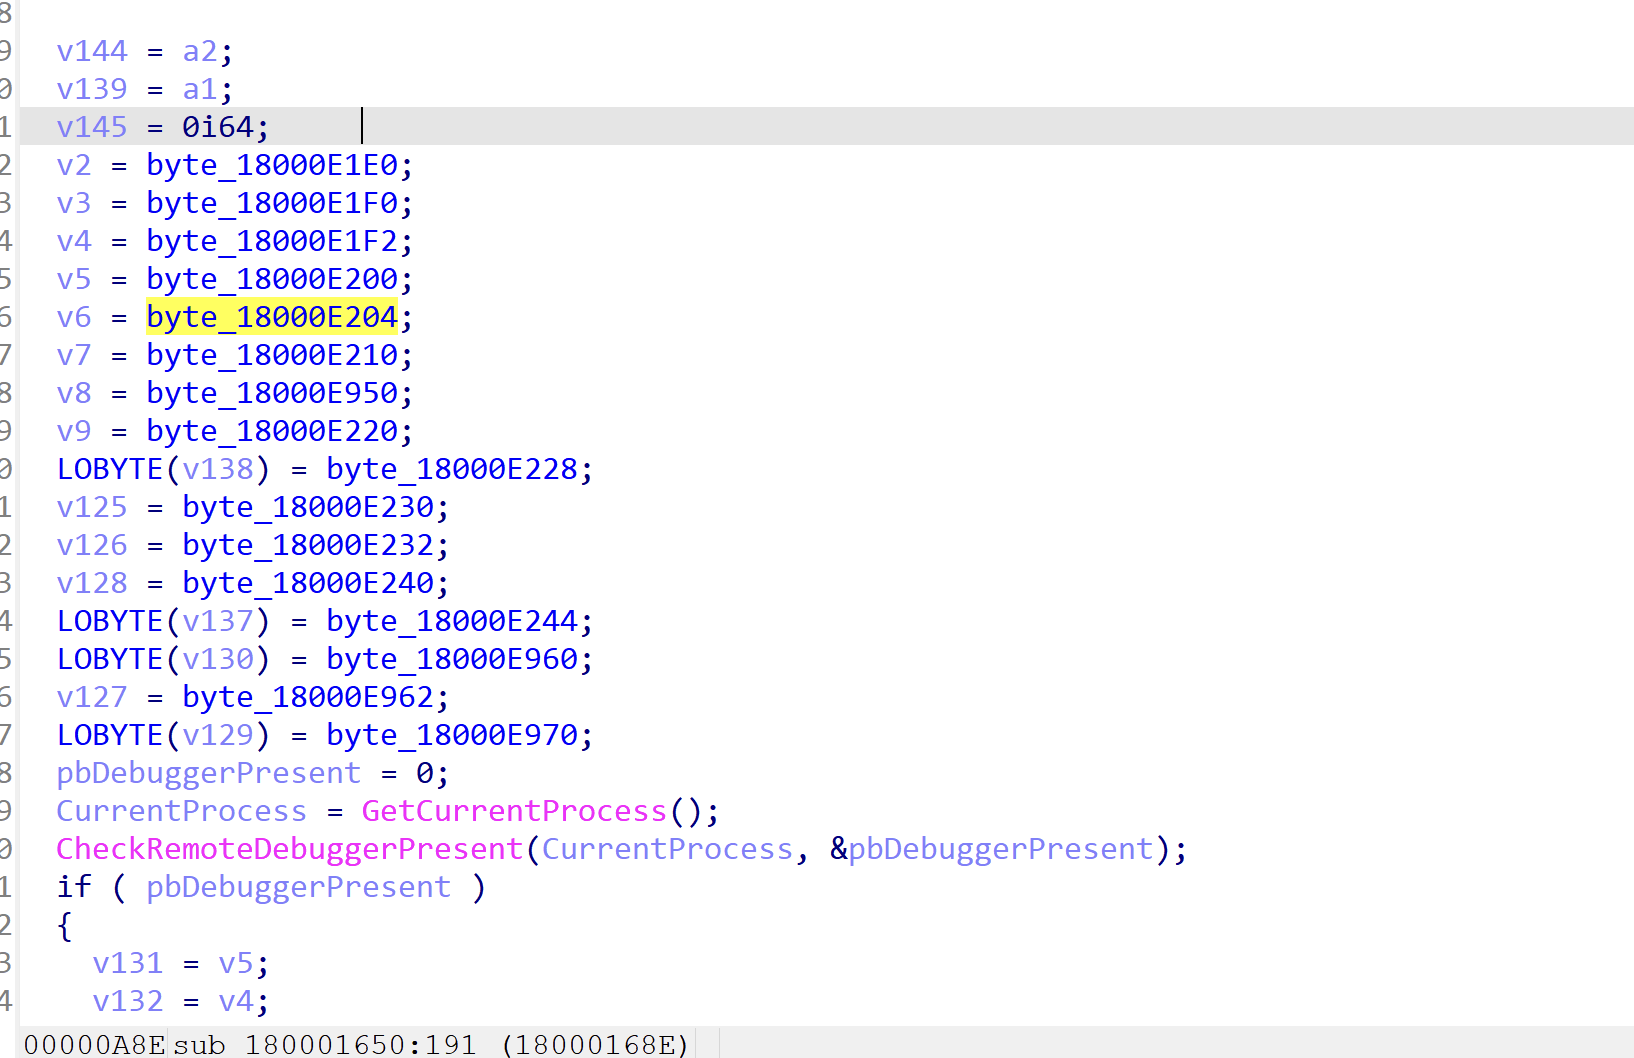 8
9 v144 = a2;
0 v139 = a1;
1 v145 = 0i64;
2 v2 = byte_18000E1E0;
3 v3 = byte_18000E1F0;
4 v4 = byte_18000E1F2;
5 v5 = byte_18000E200;
6 v6 = byte_18000E204;
7 v7 = byte_18000E210;
8 v8 = byte_18000E950;
9 v9 = byte_18000E220;
0 LOBYTE(v138) = byte_18000E228;
1 v125 = byte_18000E230;
2 v126 = byte_18000E232;
3 v128 = byte_18000E240;
4 LOBYTE(v137) = byte_18000E244;
5 LOBYTE(v130) = byte_18000E960;
6 v127 = byte_18000E962;
7 LOBYTE(v129) = byte_18000E970;
8 pbDebuggerPresent = 0;
9 CurrentProcess = GetCurrentProcess();
0 CheckRemoteDebuggerPresent(CurrentProcess, &pbDebuggerPresent);
1 if ( pbDebuggerPresent )
2 {
3 v131 = v5;
4 v132 = v4;
00000A8E sub_180001650:191 (18000168E)